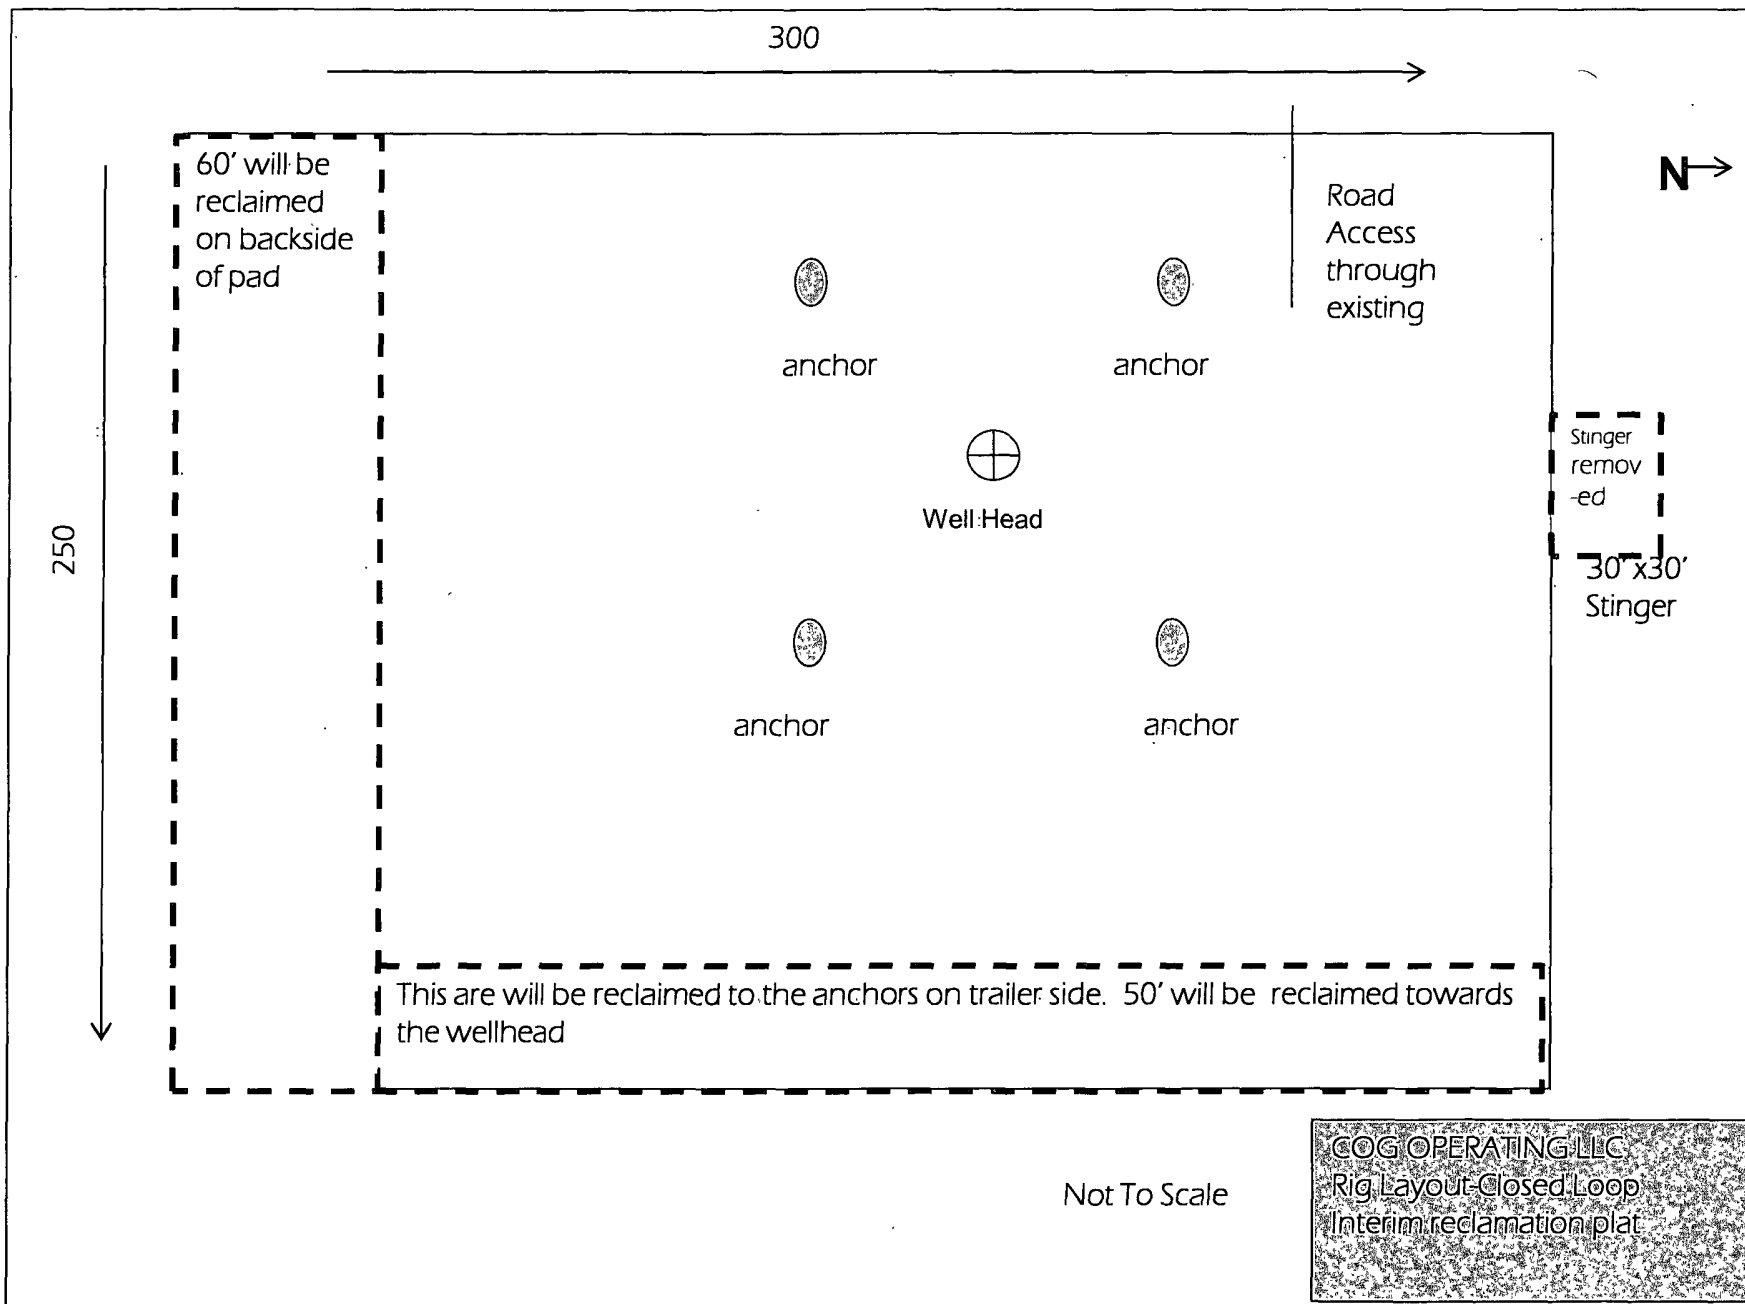 300
60' will be
reclaimed
on backside
of pad
N
Road
Access
through
existing
anchor
anchor
Stinger
remov
-ed
Well Head
250
30' x30'
Stinger
anchor
anchor
This are will be reclaimed to the anchors on trailer side. 50' will be reclaimed towards
the wellhead
Not To Scale
COG OPERATING LLC
Rig Layout-Closed Loop
Interim reclamation plat